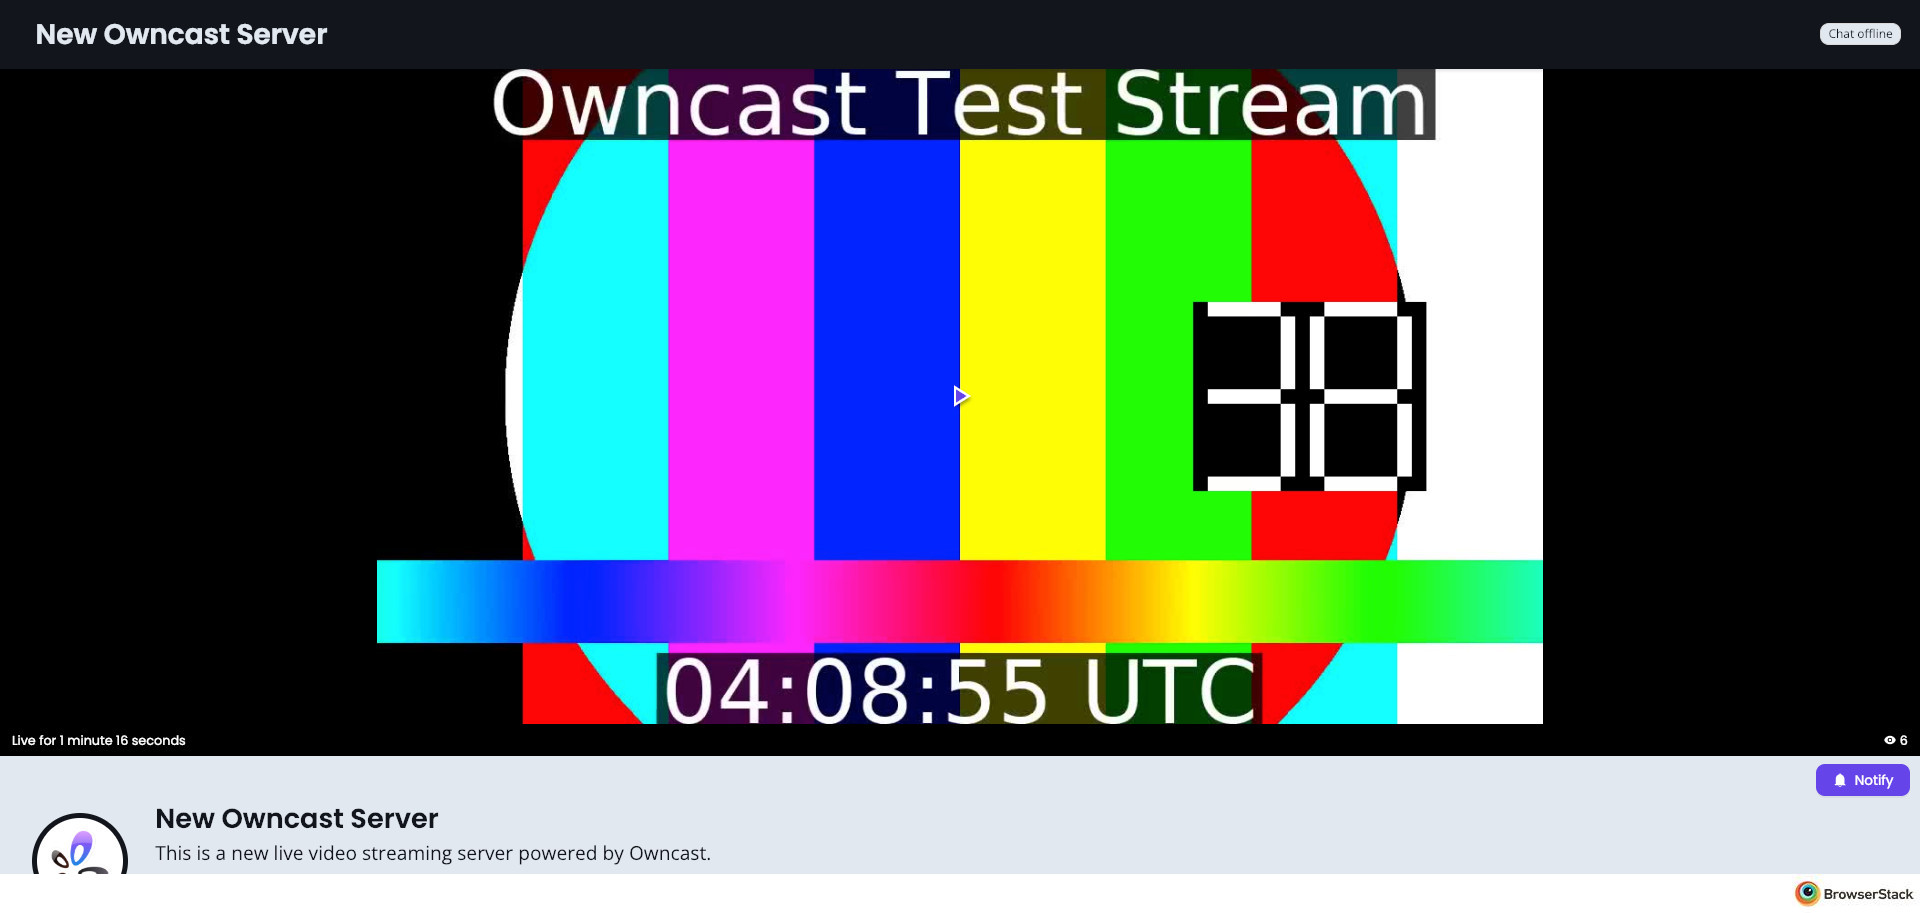 New Owncast Server
Chat offline
Owncast Test Stream
38
04:08:55 UTC
Live for 1 minute 16 seconds
6
Notify
New Owncast Server
This is a new live video streaming server powered by Owncast.
BrowserStack